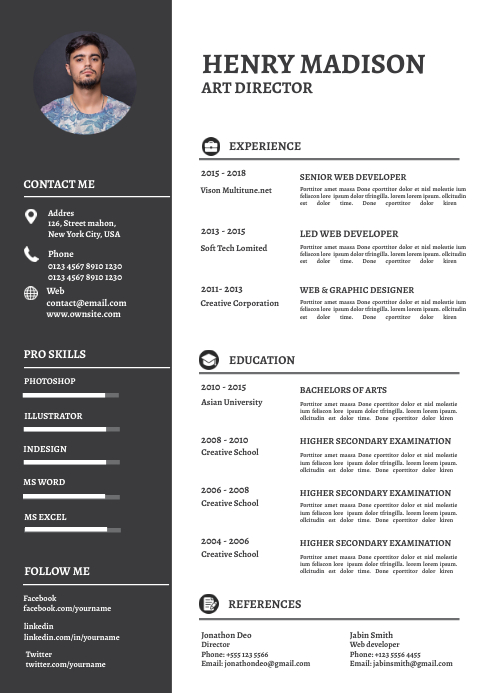 HENRY MADISON
ART DIRECTOR
CONTACT ME
Addres
126, Street mahon,
New York City, USA
Phone
0123 4567 8910 1230
0123 4567 8910 1230
Web
contact@email.com
www.ownsite.com
PRO SKILLS
PHOTOSHOP
ILLUSTRATOR
INDESIGN
MS WORD
MS EXCEL
FOLLOW ME
Facebook
facebook.com/yourname
linkedin
linkedin.com/in/yourname
Twitter
twitter.com/yourname
EXPERIENCE
2015 - 2018
Vison Multitune.net
SENIOR WEB DEVELOPER
Porttitor amet massa Done cporttitor dolor et nisl molestie
ium feliscon lore ipsum dolor tfringilla. lorem lorem ipsum.
est dolor time. Done cporttitor dolor kiren
2013 - 2015
Soft Tech Lomited
LED WEB DEVELOPER
Porttitor amet massa Done cporttitor dolor et nisl molestie
ium feliscon lore ipsum dolor tfringilla. lorem lorem ipsum.
est dolor time. Done cporttitor dolor kiren
2011- 2013
Creative Corporation
WEB & GRAPHIC DESIGNER
Porttitor amet massa Done cporttitor dolor et nisl molestie
ium feliscon lore ipsum dolor tfringilla. lorem lorem ipsum.
est dolor time. Done cporttitor dolor kiren
EDUCATION
2010 - 2015
Asian University
BACHELORS OF ARTS
Porttitor amet massa Done cporttitor dolor et nisl molestie
ium feliscon lore ipsum dolor tfringilla. lorem lorem ipsum.
ollcitudin est dolor time. Done cporttitor dolor kiren
2008 - 2010
Creative School
HIGHER SECONDARY EXAMINATION
Porttitor amet massa Done cporttitor dolor et nisl molestie
ium feliscon lore ipsum dolor tfringilla. lorem lorem ipsum.
ollcitudin est dolor time. Done cporttitor dolor kiren
2006 - 2008
Creative School
HIGHER SECONDARY EXAMINATION
Porttitor amet massa Done cporttitor dolor et nisl molestie
ium feliscon lore ipsum dolor tfringilla. lorem lorem ipsum.
ollcitudin est dolor time. Done cporttitor dolor kiren
2004 - 2006
Creative School
HIGHER SECONDARY EXAMINATION
Porttitor amet massa Done cporttitor dolor et nisl molestie
ium feliscon lore ipsum dolor tfringilla. lorem lorem ipsum.
ollcitudin est dolor time. Done cporttitor dolor kiren
REFERENCES
Jonathon Deo
Director
Phone: +555 123 5566
Email: jonathondeo@gmail.com
Jabin Smith
Web developer
Phone: +123 5556 4455
Email: jabinsmith@gmail.com